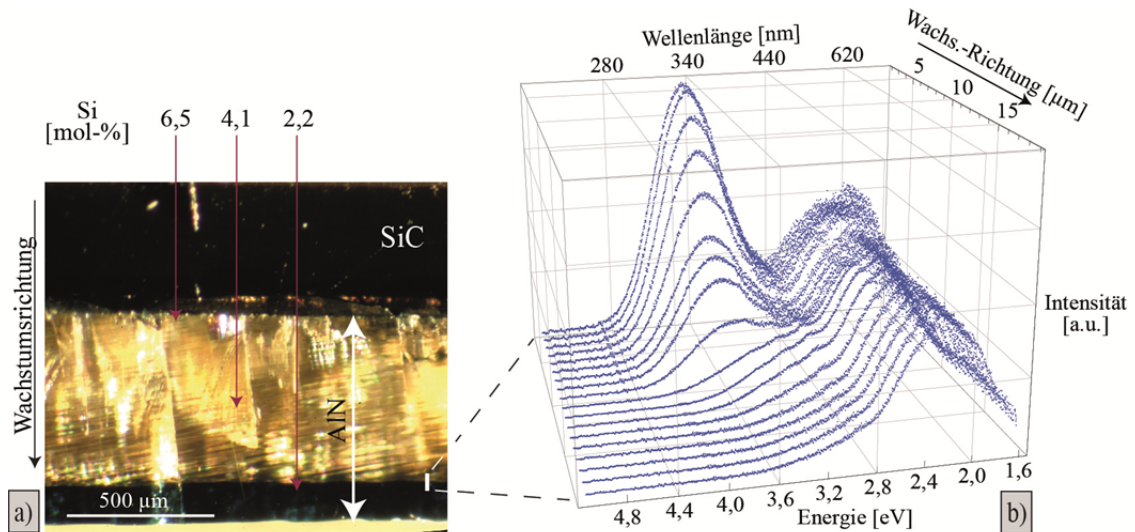 Si
[mol-%]
6,5 4,1 2,2
Wachstumsrichtung
SiC
AlN
500 µm
a)
Wellenlänge [nm]
280 340 440 620
Wachs.-Richtung [µm]
5 10 15
Intensität
[a.u.]
4,8 4,4 4,0 3,6 3,2 2,8 2,4 2,0 1,6
Energie [eV]
b)